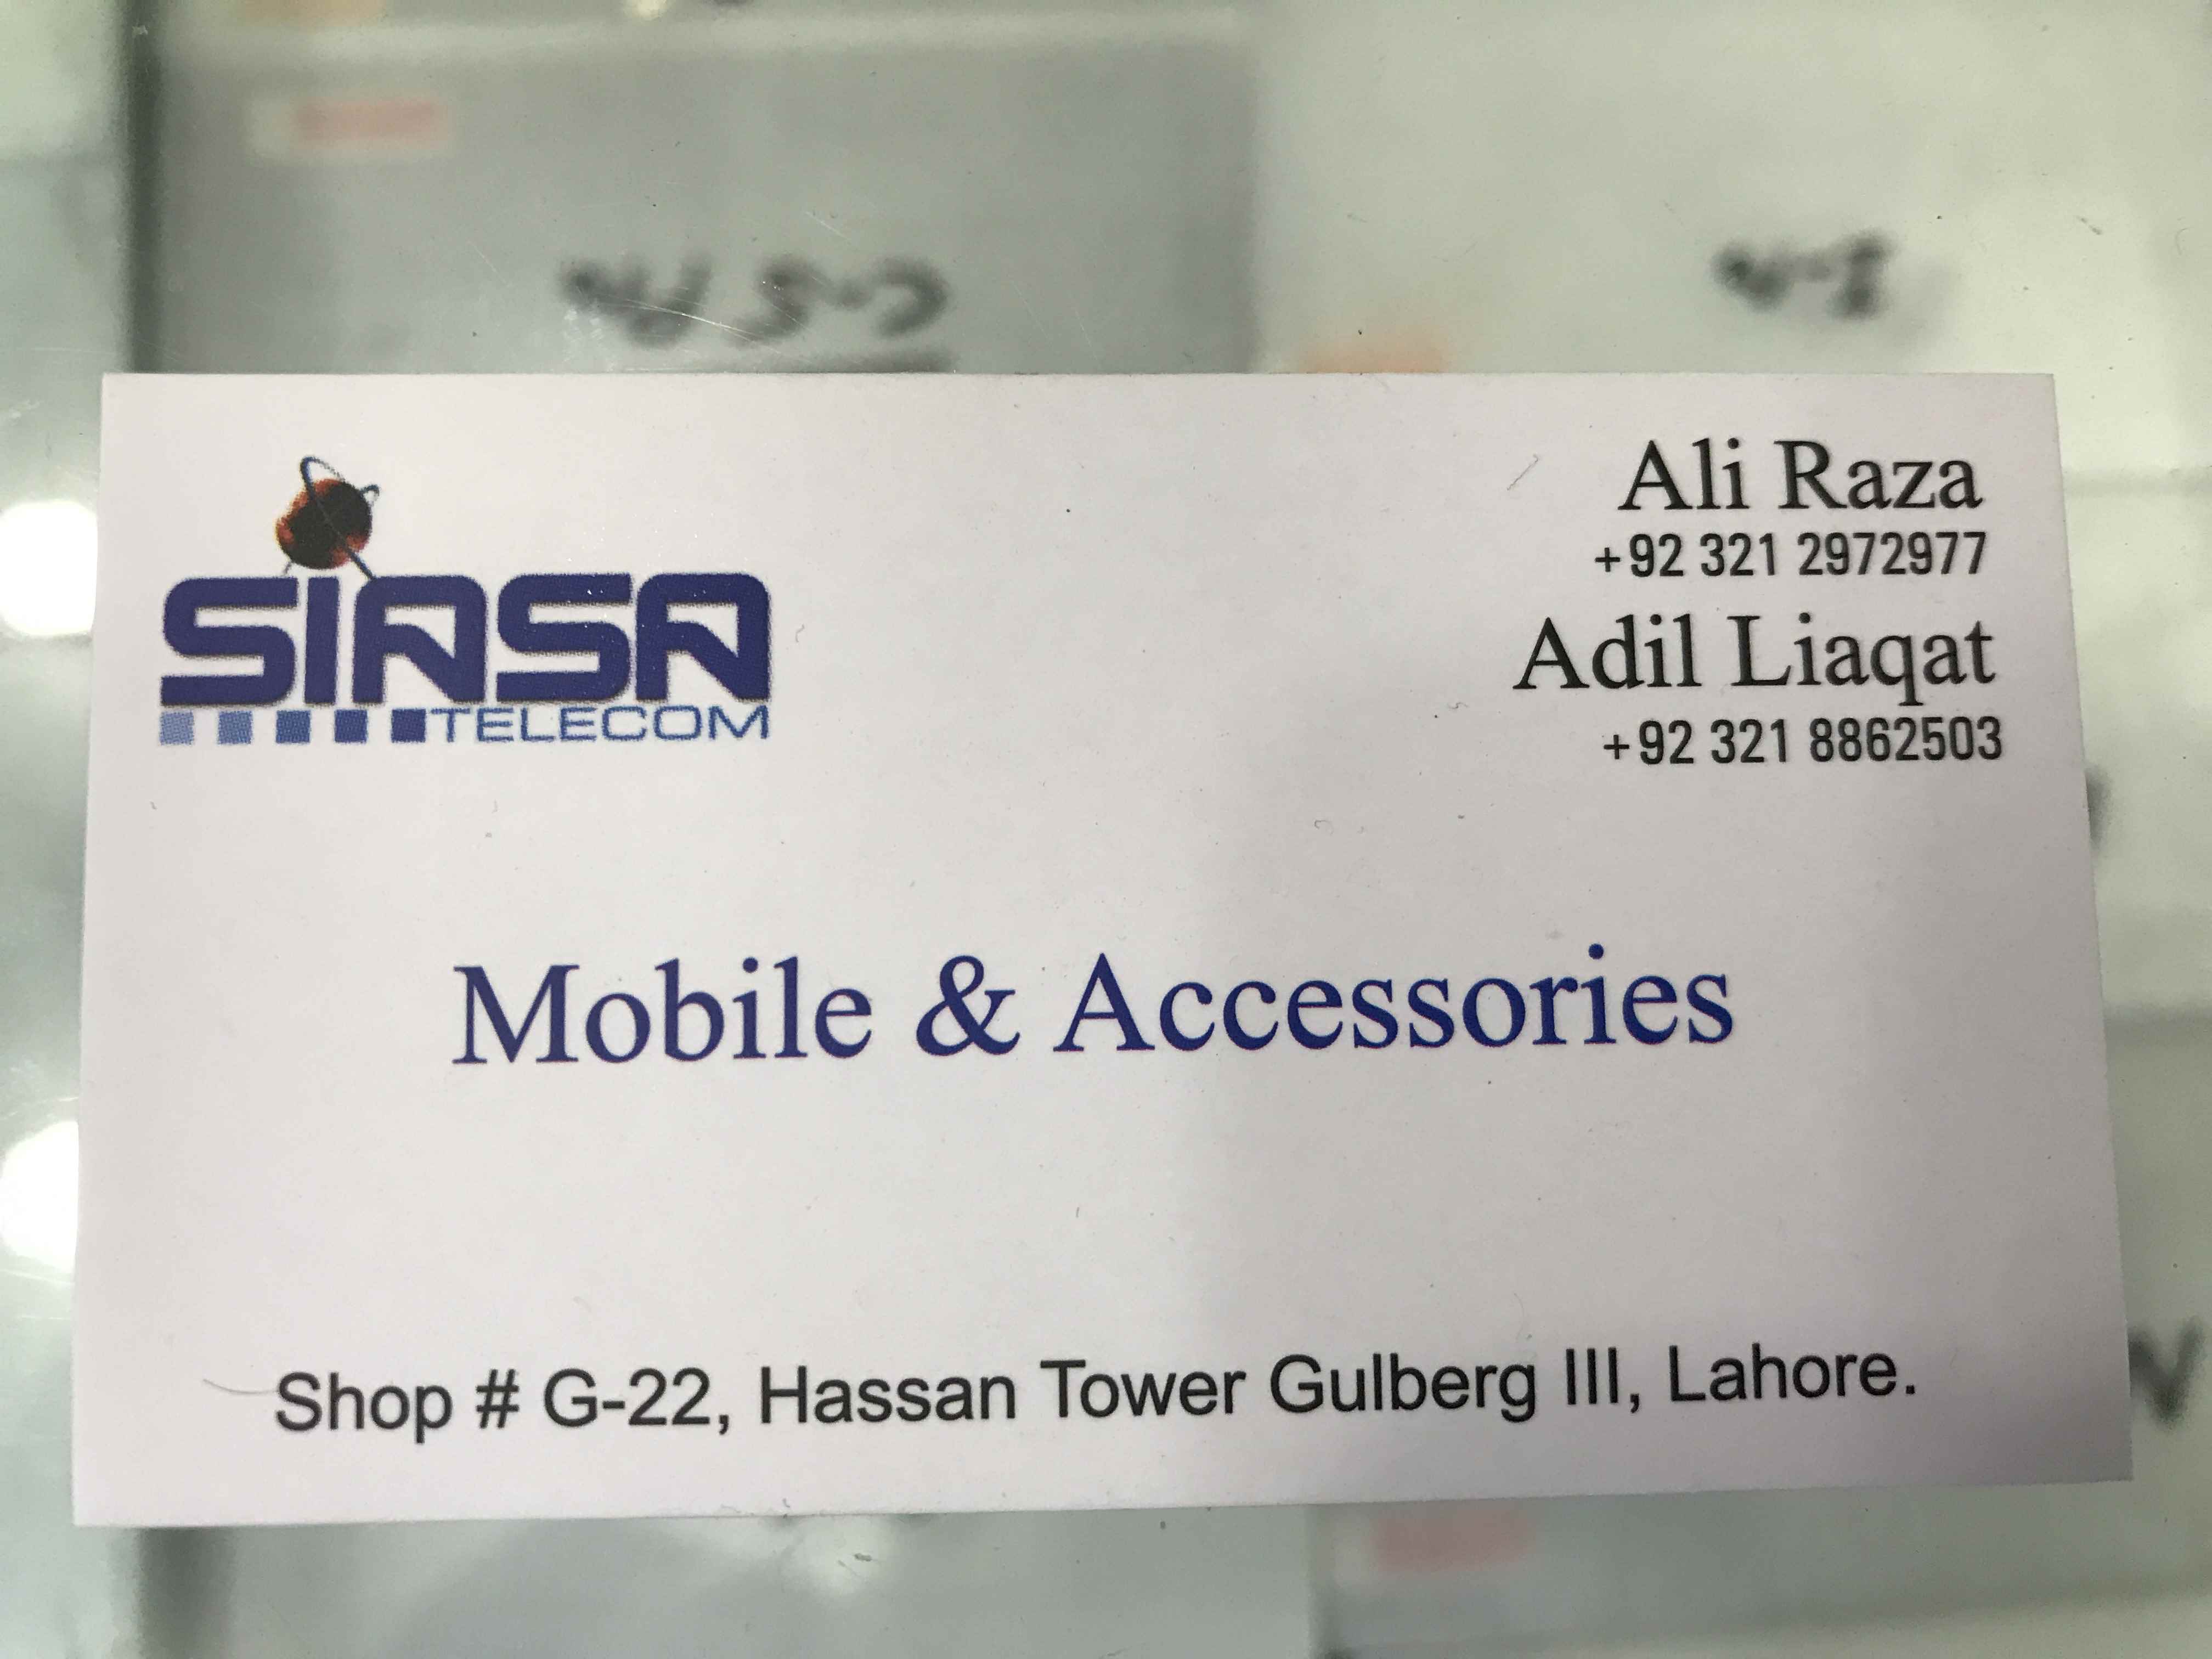 SIRSA
TELECOM
Ali Raza
+92 321 2972977
Adil Liaqat
+92 321 8862503
Mobile & Accessories
Shop # G-22, Hassan Tower Gulberg III, Lahore.